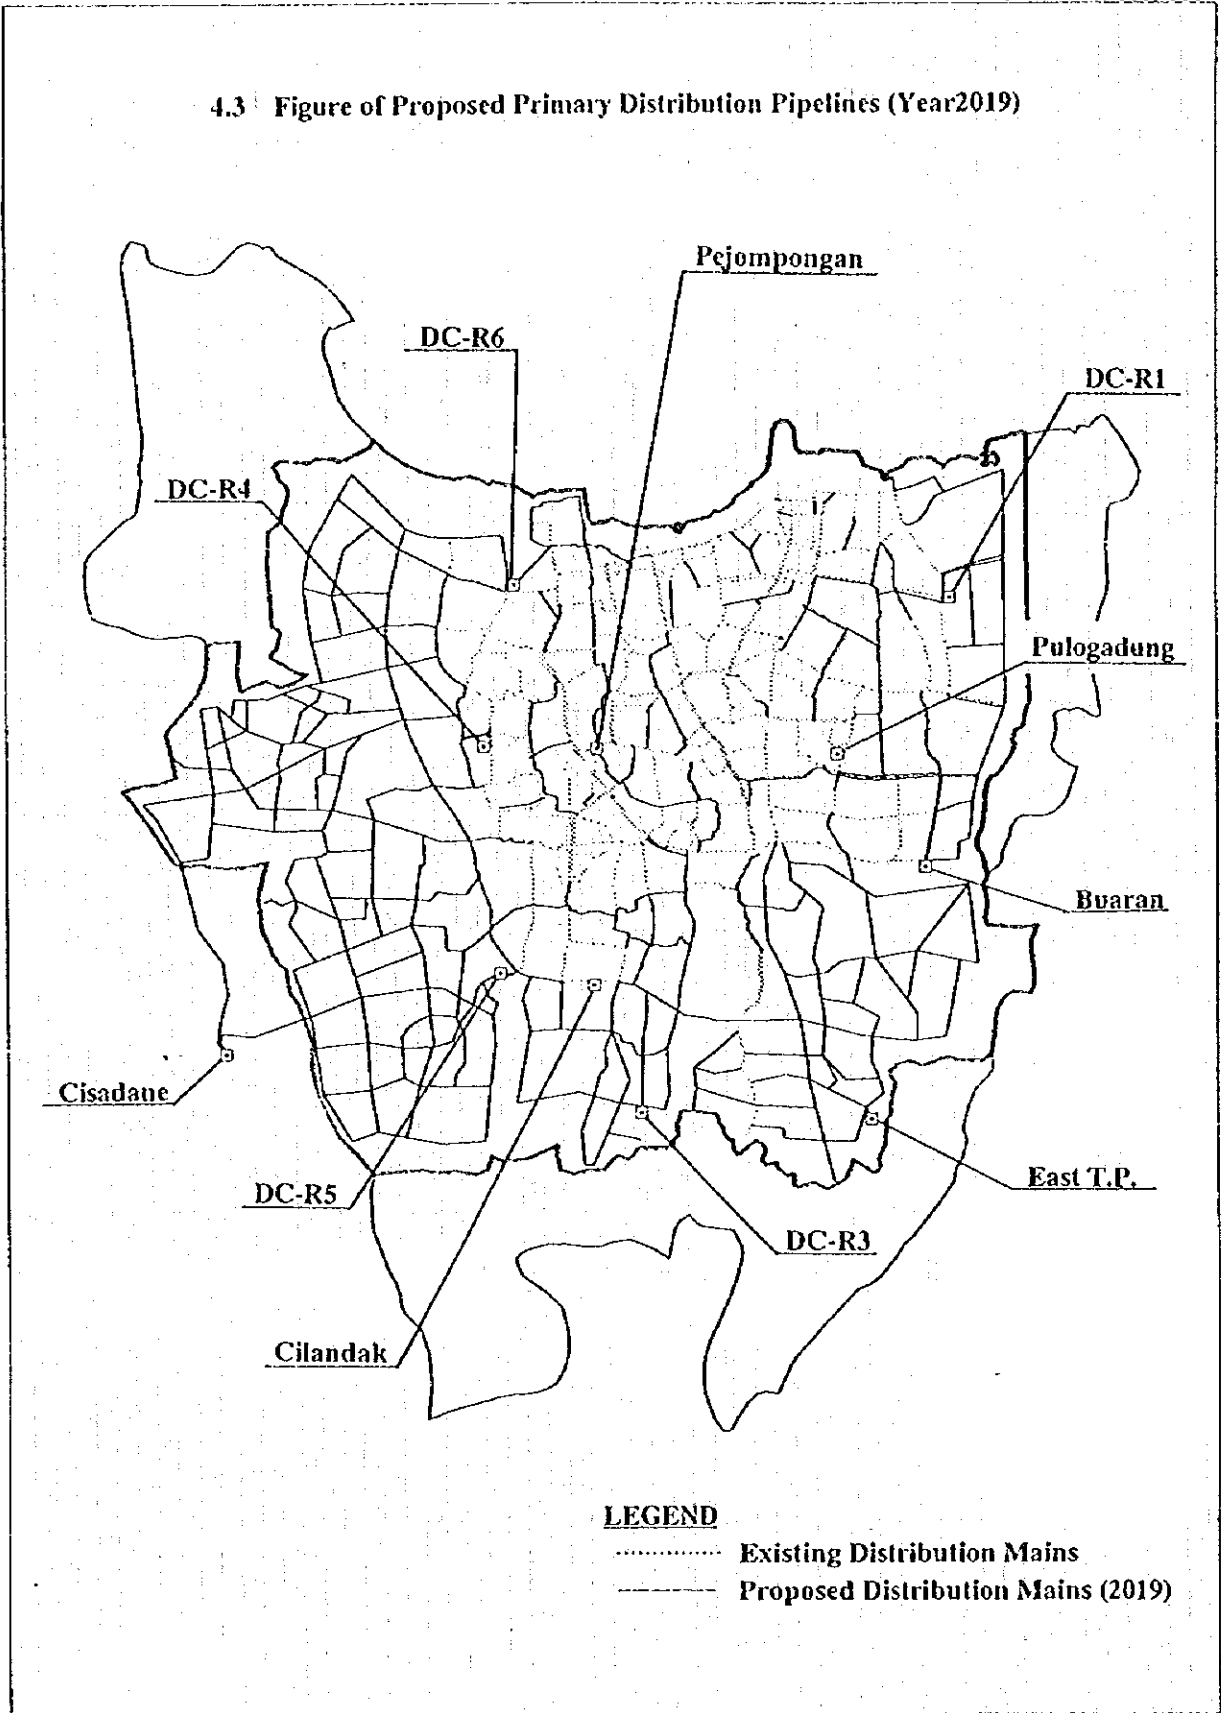 4.3 Figure of Proposed Primary Distribution Pipelines (Year2019)
Pejompongan
DC-R6
DC-R1
DC-R4
Pulogadung
Buaran
Cisadane
East T.P.
DC-R5
DC-R3
Cilandak
LEGEND
Existing Distribution Mains
Proposed Distribution Mains (2019)